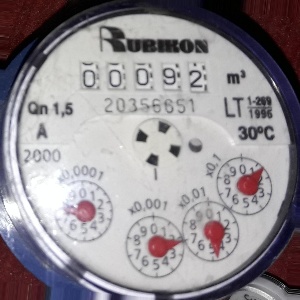 RUBIKON
00092 m³
20356651
Qn 1,5
LT 1-269
1996
A
30°C
2000
x0,0001
x0,001
x0,01
x0,1